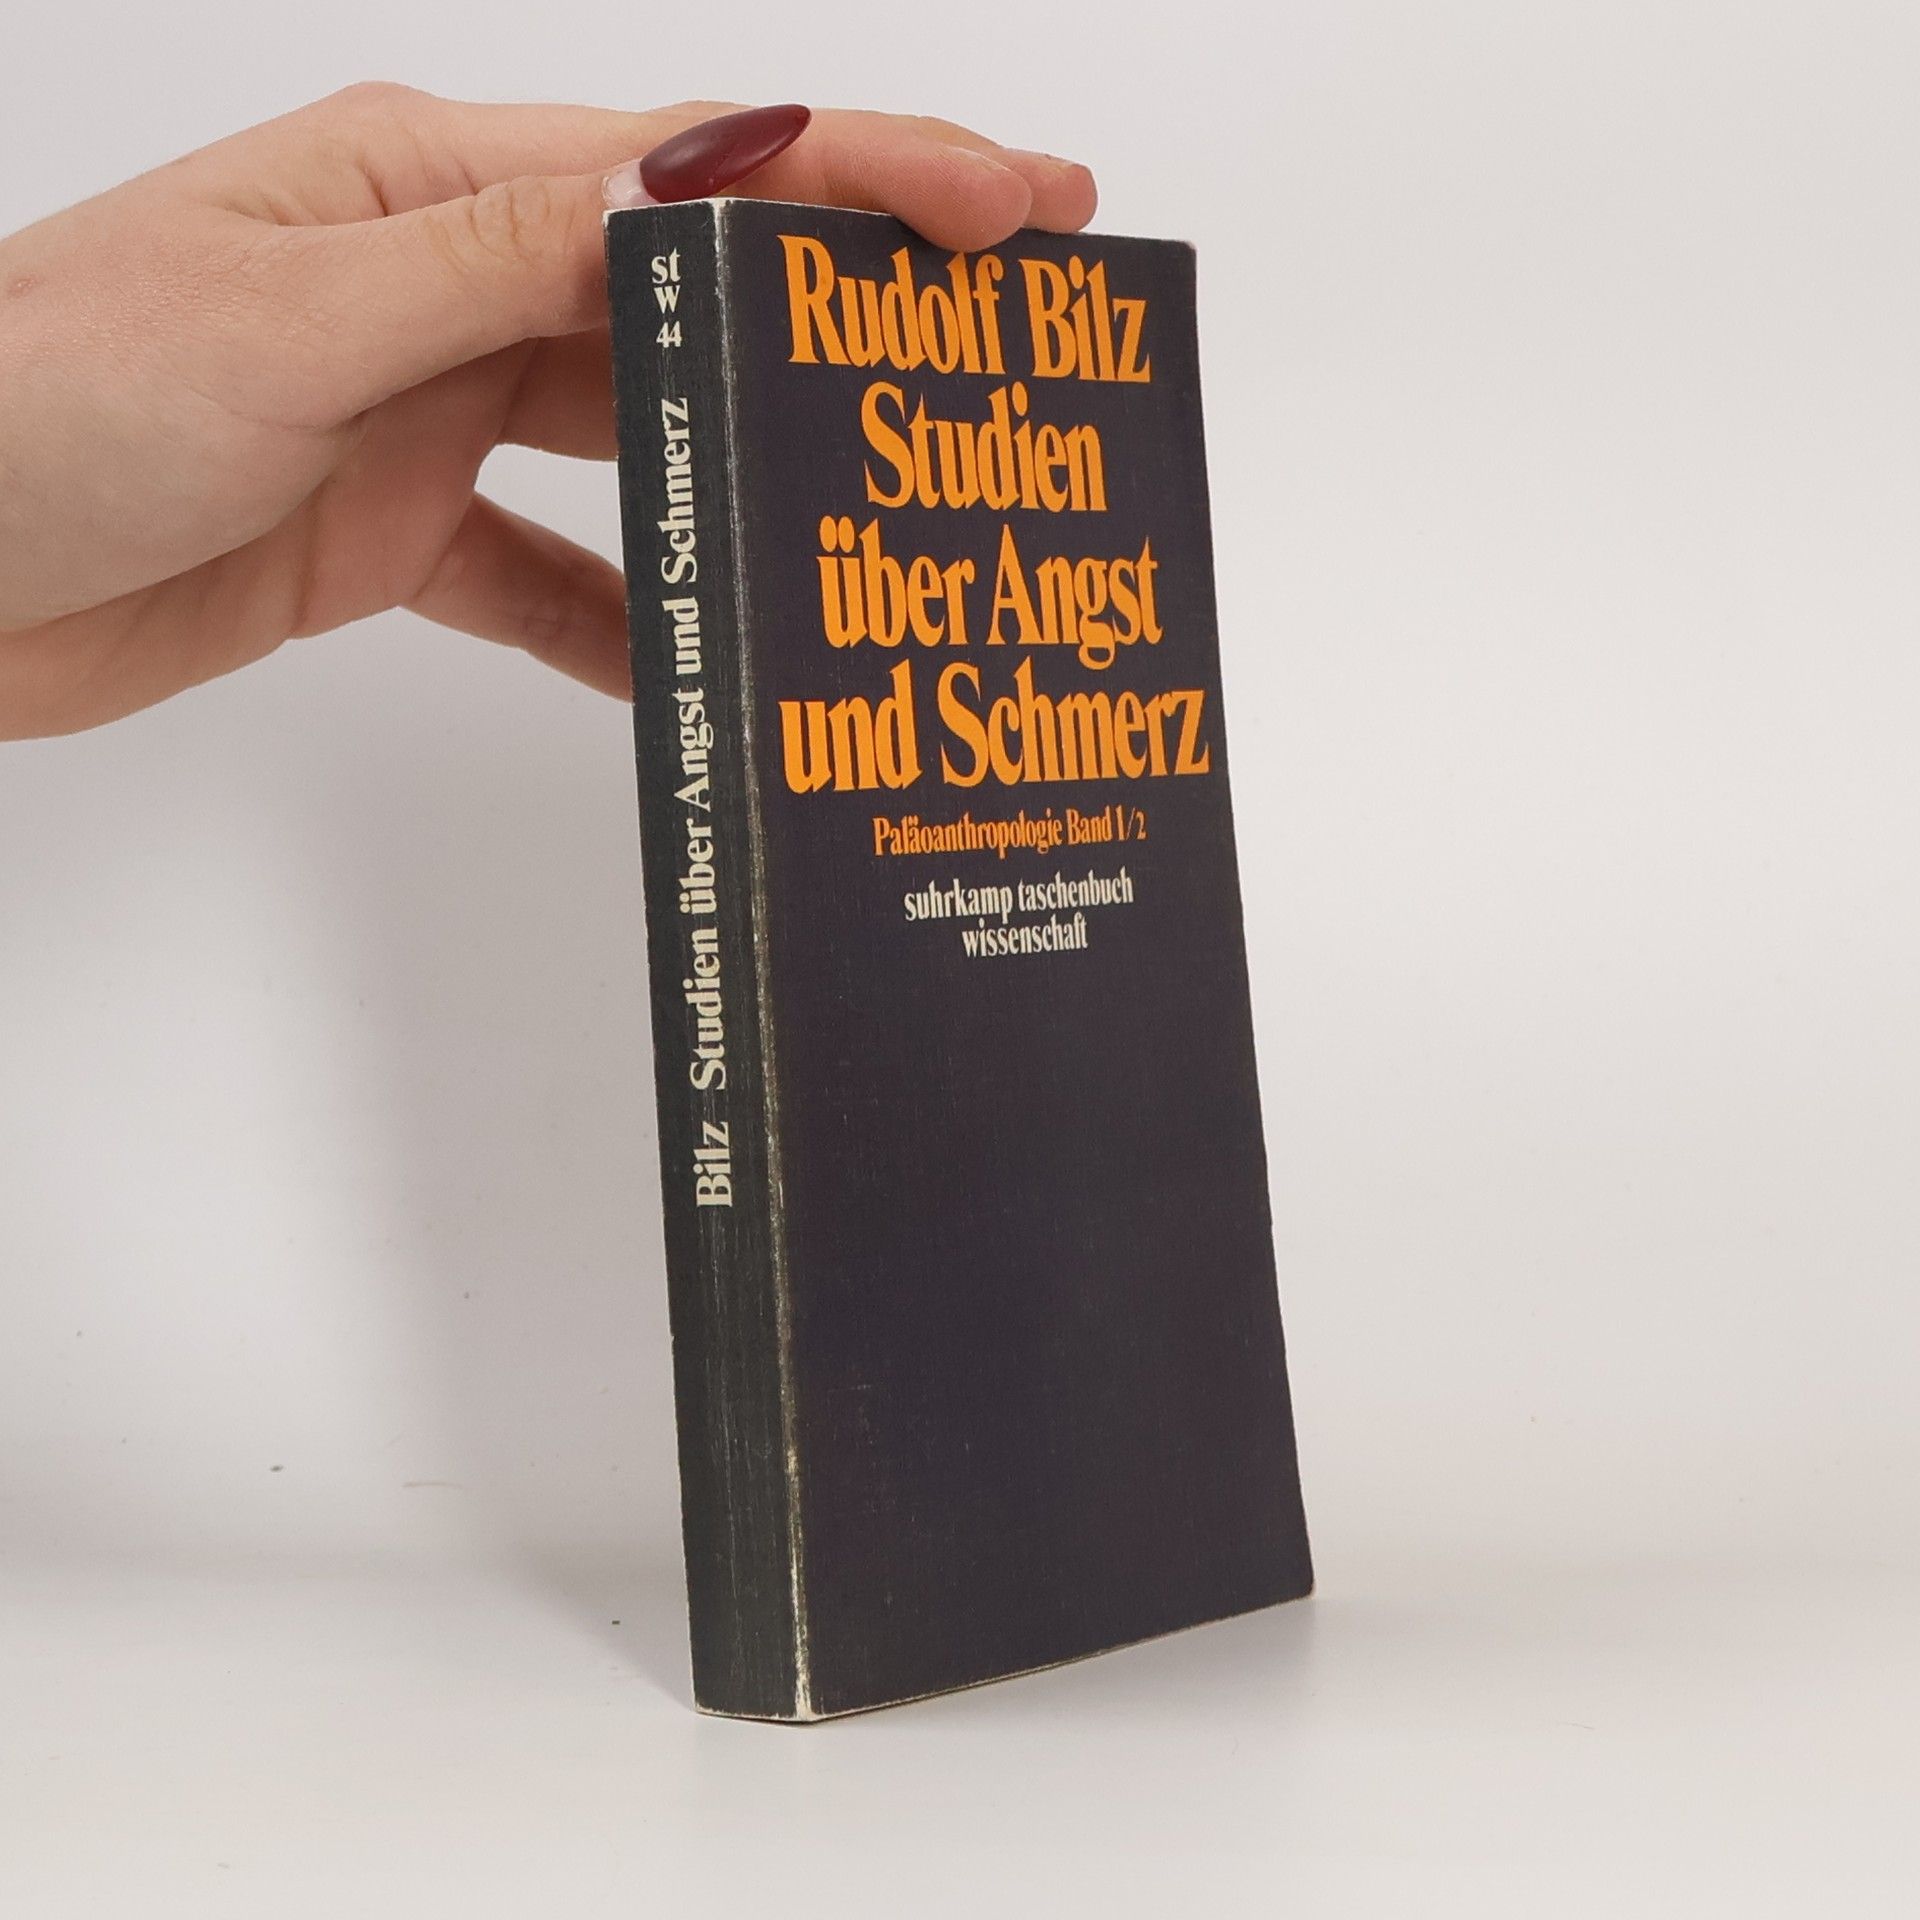 st
w
44
Bilz Studien über Angst und Schmerz
Rudolf Bilz
Studien
über Angst
und Schmerz
Paläoanthropologie Band 1/2
suhrkamp taschenbuch
wissenschaft